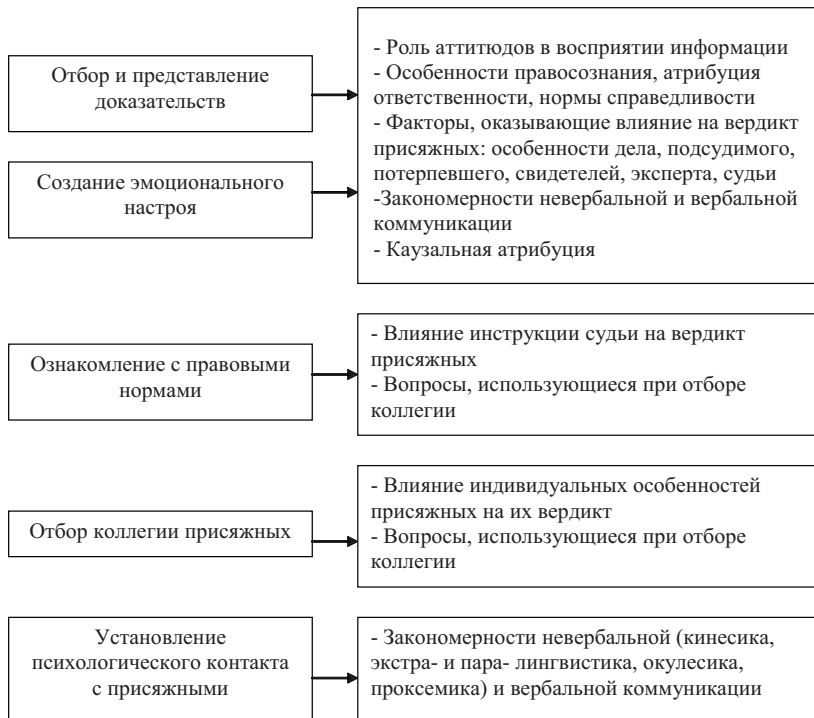 Отбор и представление
доказательств
Создание эмоционального
настроя
- Роль аттитюдов в восприятии информации
- Особенности правосознания, атрибуция
ответственности, нормы справедливости
- Факторы, оказывающие влияние на вердикт
присяжных: особенности дела, подсудимого,
потерпевшего, свидетелей, эксперта, судьи
-Закономерности невербальной и вербальной
коммуникации
- Каузальная атрибуция
Ознакомление с правовыми
нормами
- Влияние инструкции судьи на вердикт
присяжных
- Вопросы, использующиеся при отборе
коллегии
Отбор коллегии присяжных
- Влияние индивидуальных особенностей
присяжных на их вердикт
- Вопросы, использующиеся при отборе
коллегии
Установление
психологического контакта
с присяжными
- Закономерности невербальной (кинесика,
экстра- и пара- лингвистика, окулесика,
проксемика) и вербальной коммуникации